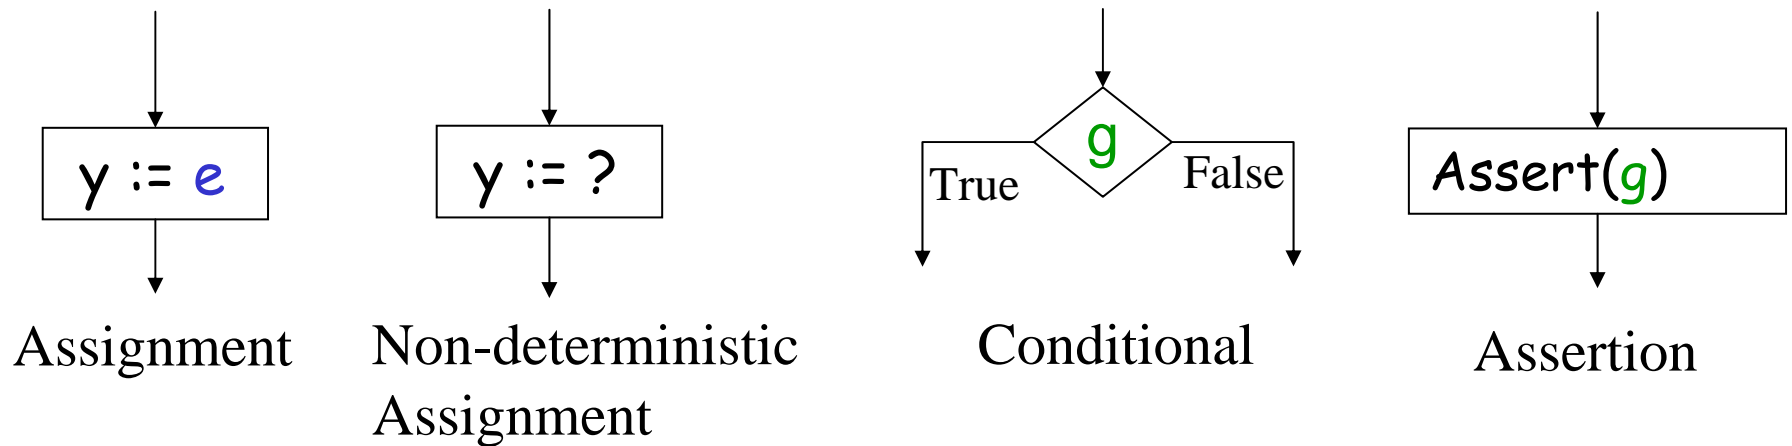 y := e
Assignment
y := ?
Non-deterministic
Assignment
g
True
False
Conditional
Assert(g)
Assertion